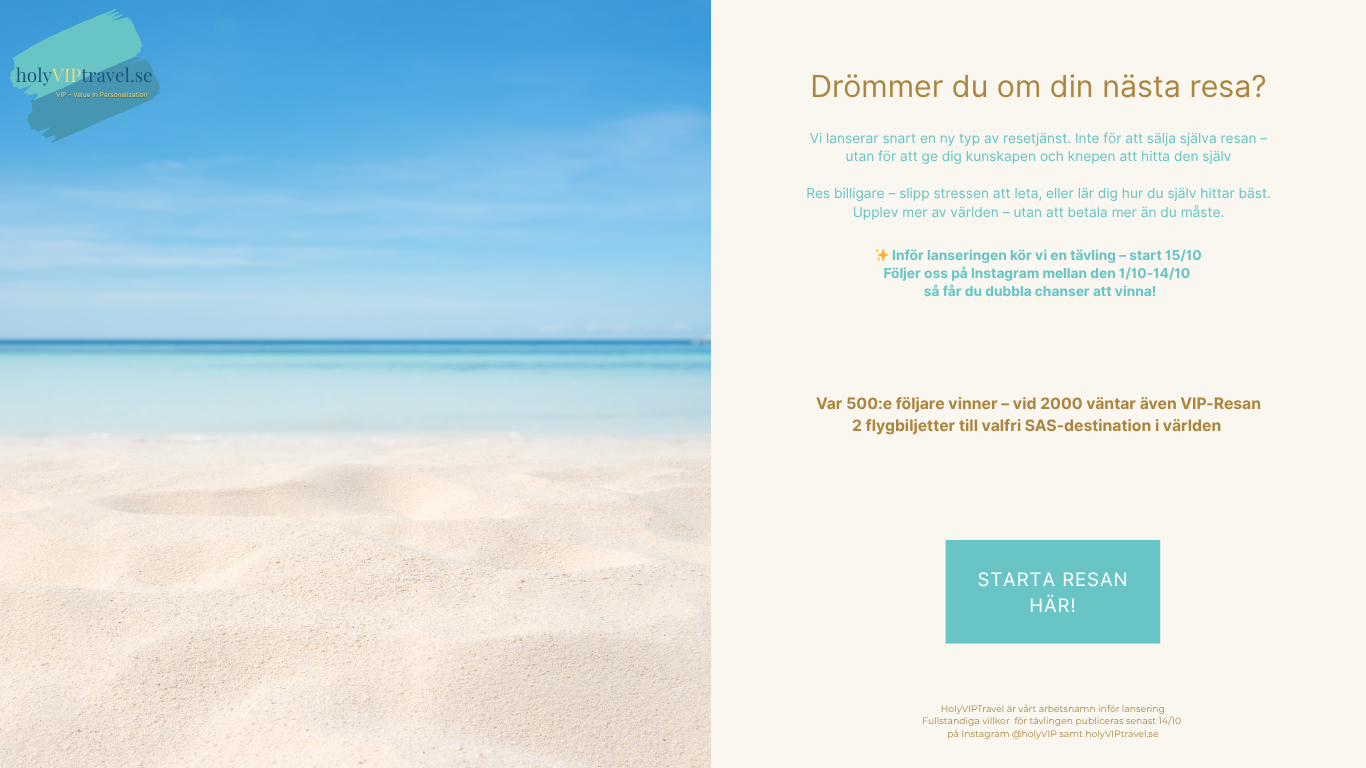 holyVIPtravel.se
VIP - Value In Personalization
Drömmer du om din nästa resa?
Vi lanserar snart en ny typ av resetjänst. Inte för att sälja själva resan –
utan för att ge dig kunskapen och knepen att hitta den själv
Res billigare – slipp stressen att leta, eller lär dig hur du själv hittar bäst.
Upplev mer av världen – utan att betala mer än du måste.
✨ Inför lanseringen kör vi en tävling – start 15/10
Följer oss på Instagram mellan den 1/10-14/10
så får du dubbla chanser att vinna!
Var 500:e följare vinner – vid 2000 väntar även VIP-Resan
2 flygbiljetter till valfri SAS-destination i världen
STARTA RESAN
HÄR!
HolyVIPTravel är vårt arbetsnamn inför lansering
Fullstandiga villkor för tävlingen publiceras senast 14/10
på Instagram @holyVIP samt holyVIPtravel.se